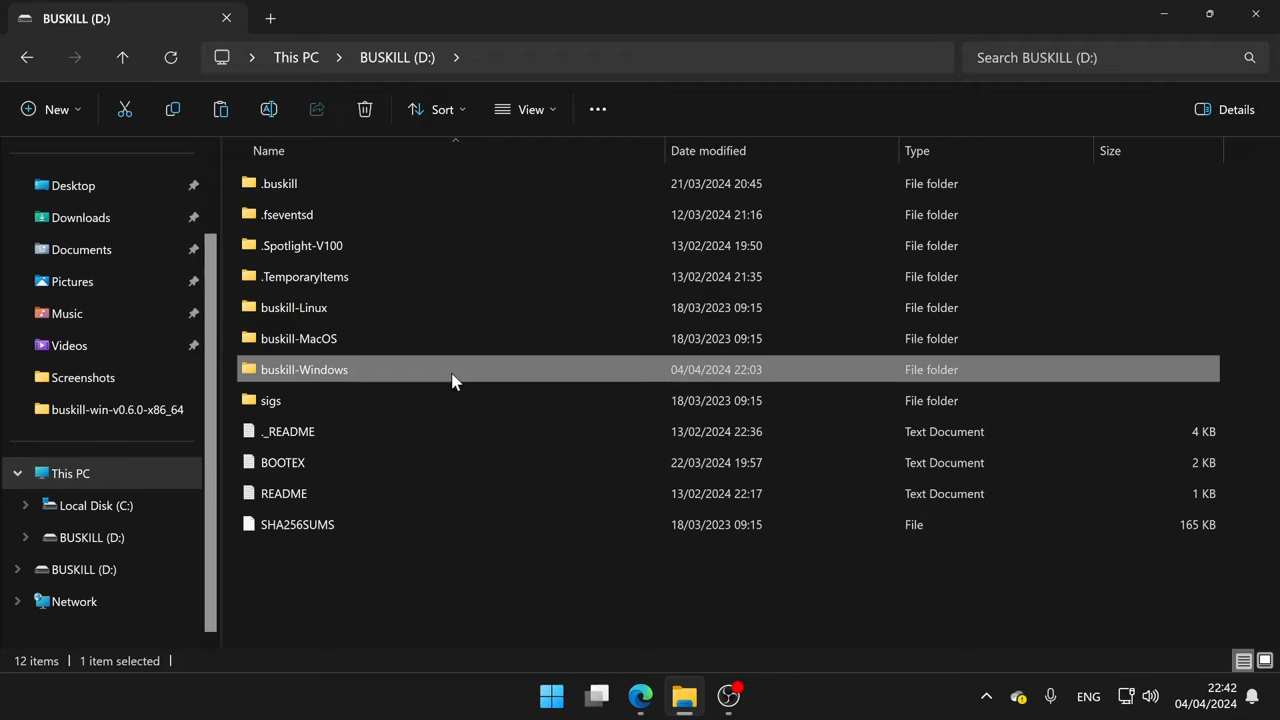 BUSKILL (D:)
This PC BUSKILL (D:) Search BUSKILL (D:)
New Sort View Details
Name Date modified Type Size
Desktop
Downloads
Documents
Pictures
Music
Videos
Screenshots
buskill-win-v0.6.0-x86_64
This PC
Local Disk (C:)
BUSKILL (D:)
BUSKILL (D:)
Network
.buskill 21/03/2024 20:45 File folder
.fseventsd 12/03/2024 21:16 File folder
.Spotlight-V100 13/02/2024 19:50 File folder
.TemporaryItems 13/02/2024 21:35 File folder
buskill-Linux 18/03/2023 09:15 File folder
buskill-MacOS 18/03/2023 09:15 File folder
buskill-Windows 04/04/2024 22:03 File folder
sigs 18/03/2023 09:15 File folder
._README 13/02/2024 22:36 Text Document 4 KB
BOOTEX 22/03/2024 19:57 Text Document 2 KB
README 13/02/2024 22:17 Text Document 1 KB
SHA256SUMS 18/03/2023 09:15 File 165 KB
12 items 1 item selected
ENG 22:42
04/04/2024